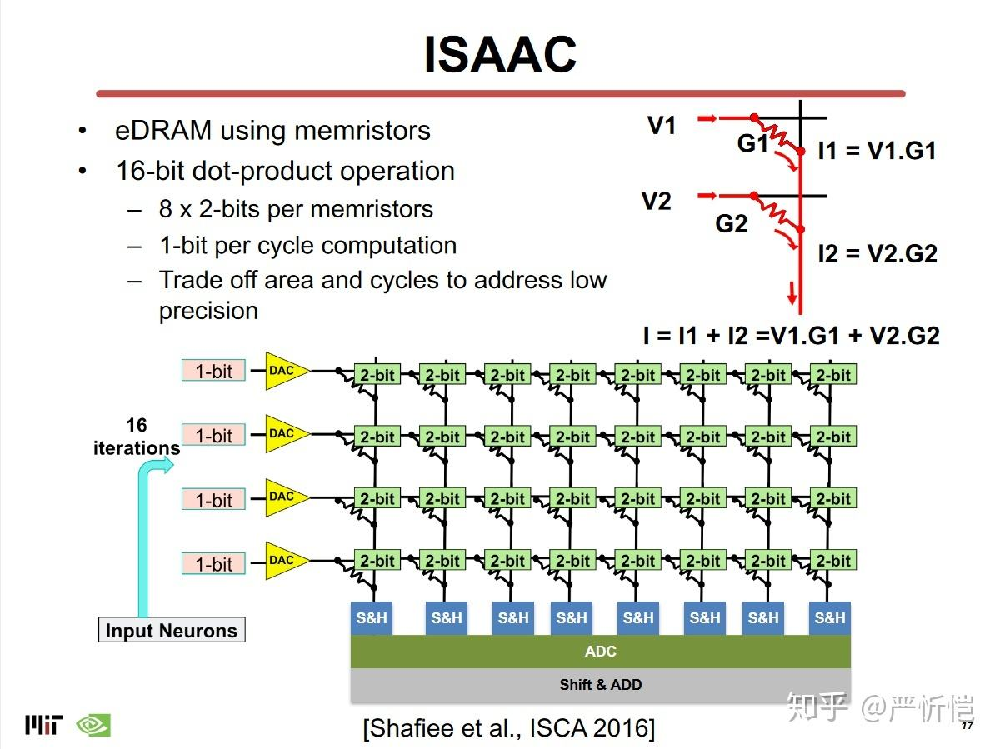 ISAAC
• eDRAM using memristors
• 16-bit dot-product operation
– 8 x 2-bits per memristors
– 1-bit per cycle computation
– Trade off area and cycles to address low
precision
V1
G1
I1 = V1.G1
V2
G2
I2 = V2.G2
I = I1 + I2 =V1.G1 + V2.G2
1-bit DAC 2-bit 2-bit 2-bit 2-bit 2-bit 2-bit 2-bit 2-bit
16
iterations
1-bit DAC 2-bit 2-bit 2-bit 2-bit 2-bit 2-bit 2-bit 2-bit
1-bit DAC 2-bit 2-bit 2-bit 2-bit 2-bit 2-bit 2-bit 2-bit
1-bit DAC 2-bit 2-bit 2-bit 2-bit 2-bit 2-bit 2-bit 2-bit
Input Neurons
S&H S&H S&H S&H S&H S&H S&H S&H
ADC
Shift & ADD
MiT
[Shafiee et al., ISCA 2016]
知乎 @严忻恺
17